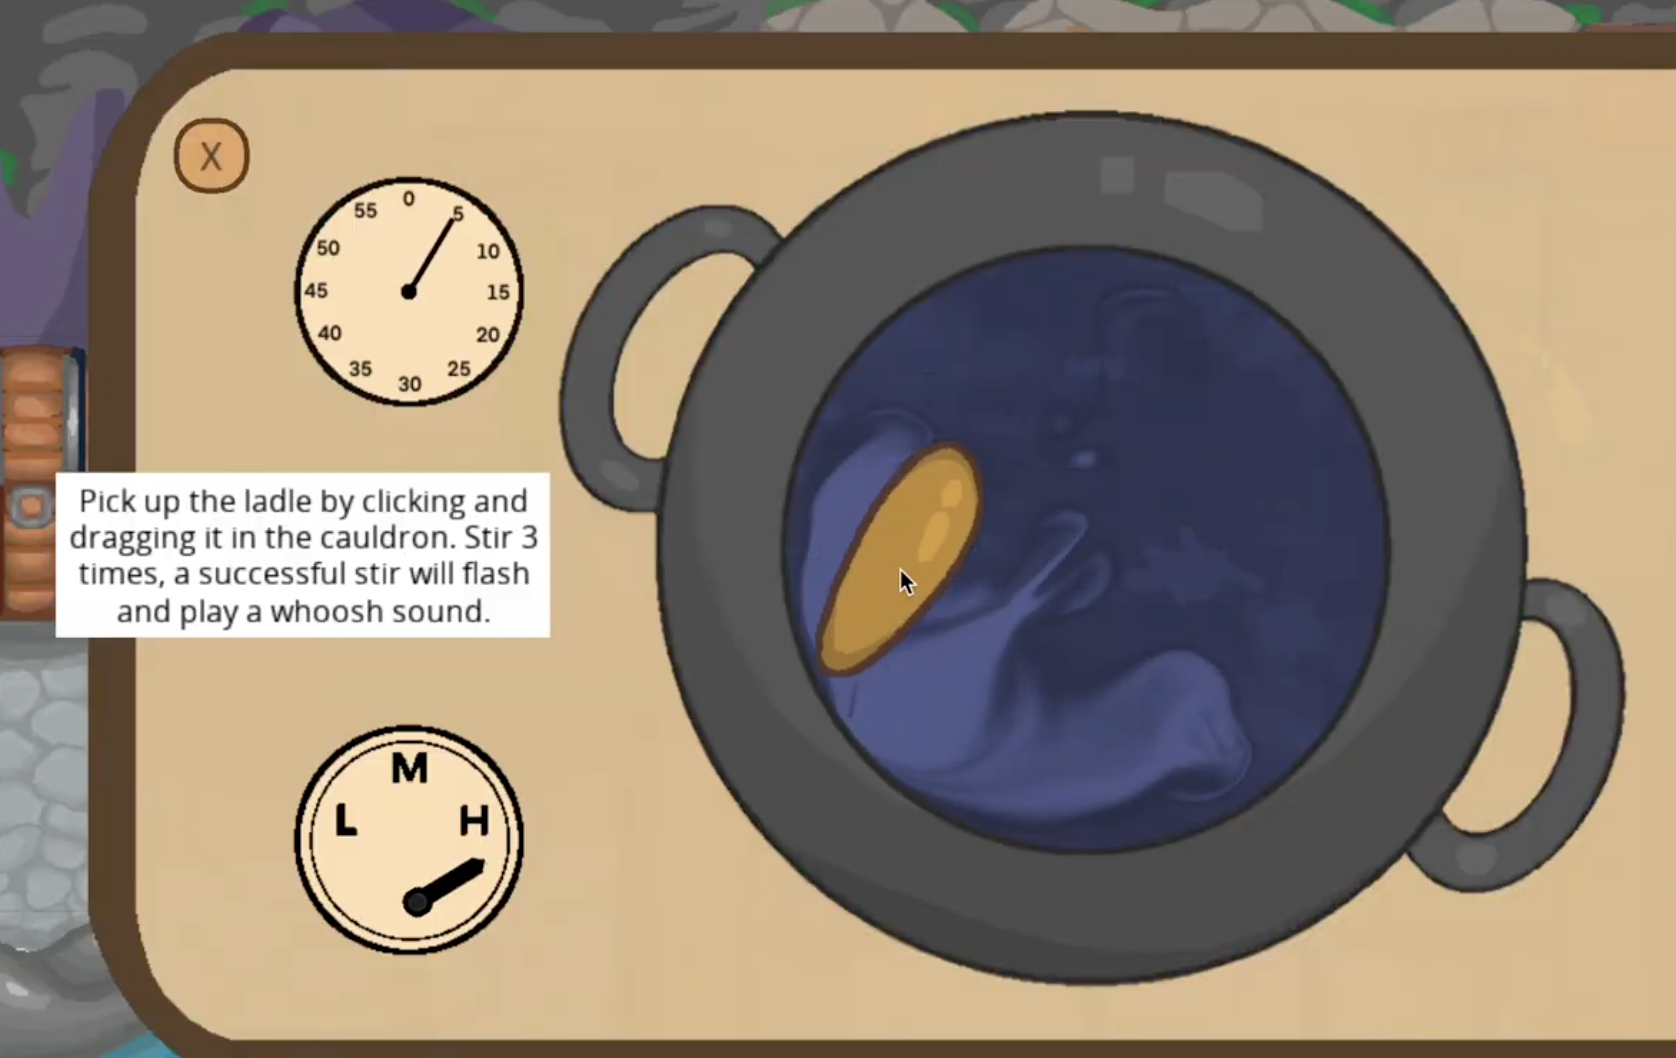 X
0
5
10
15
20
25
30
35
40
45
50
55
Pick up the ladle by clicking and
dragging it in the cauldron. Stir 3
times, a successful stir will flash
and play a whoosh sound.
L
M
H